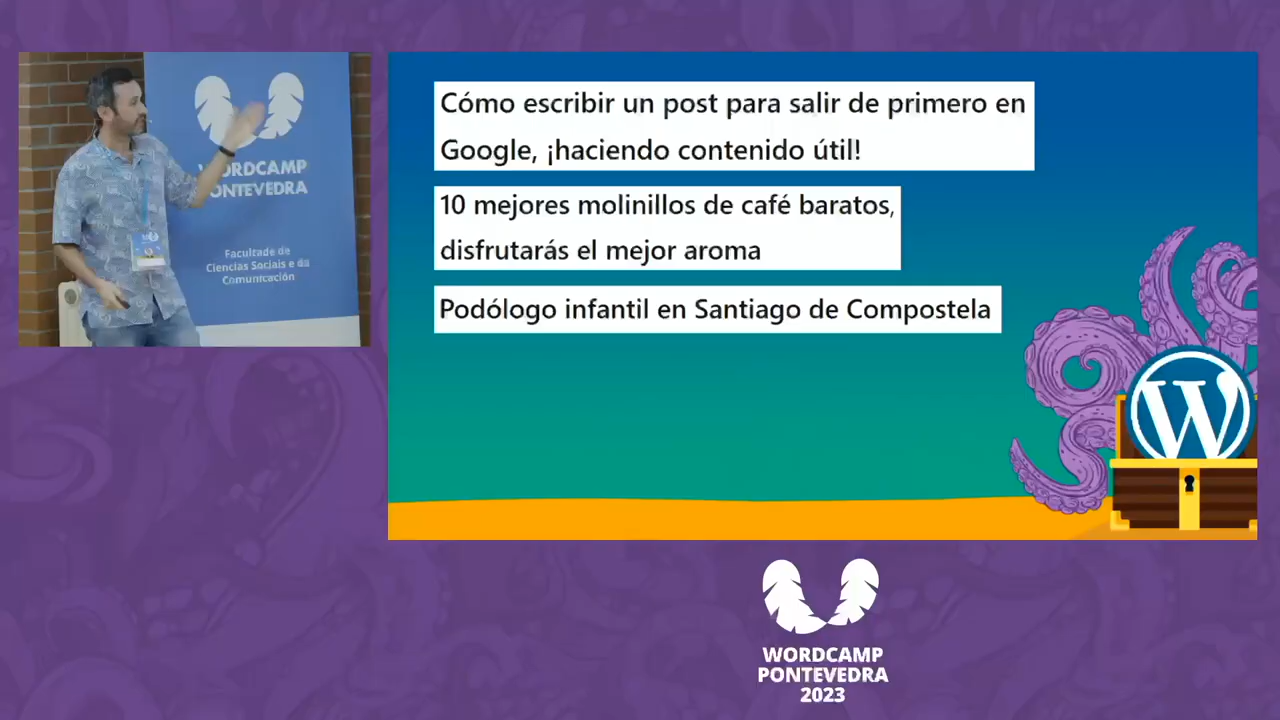 WORDCAMP
PONTEVEDRA
Facultade de
Ciencias Sociais e da
Comunicación
Cómo escribir un post para salir de primero en
Google, ¡haciendo contenido útil!
10 mejores molinillos de café baratos,
disfrutarás el mejor aroma
Podólogo infantil en Santiago de Compostela
W
WORDCAMP
PONTEVEDRA
2023